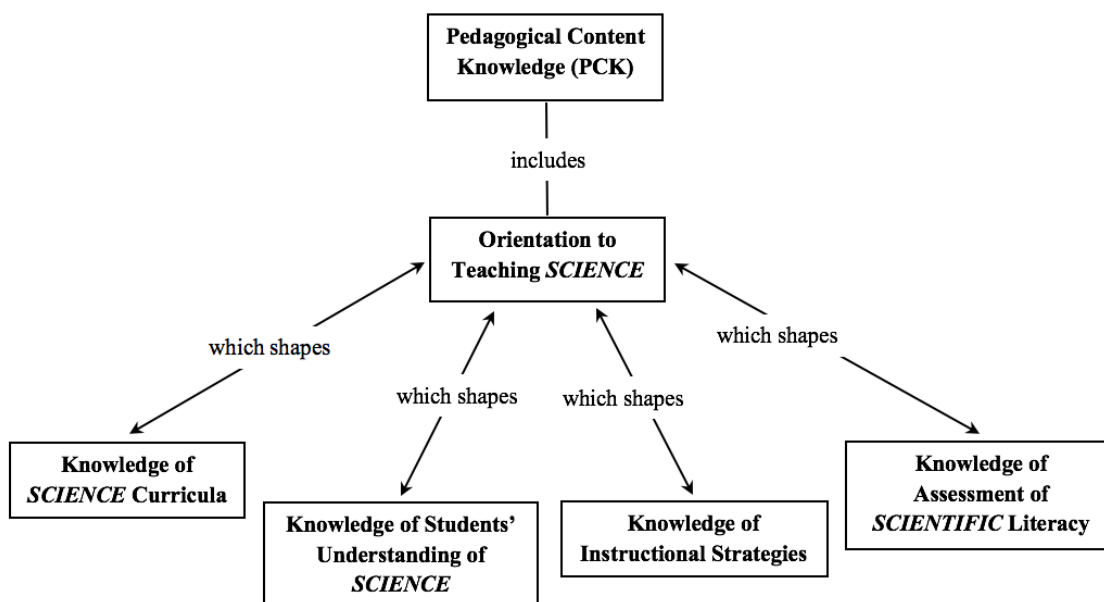 Pedagogical Content
Knowledge (PCK)
includes
Orientation to
Teaching SCIENCE
which shapes
which shapes
which shapes
which shapes
Knowledge of
SCIENCE Curricula
Knowledge of Students’
Understanding of
SCIENCE
Knowledge of
Instructional Strategies
Knowledge of
Assessment of
SCIENTIFIC Literacy